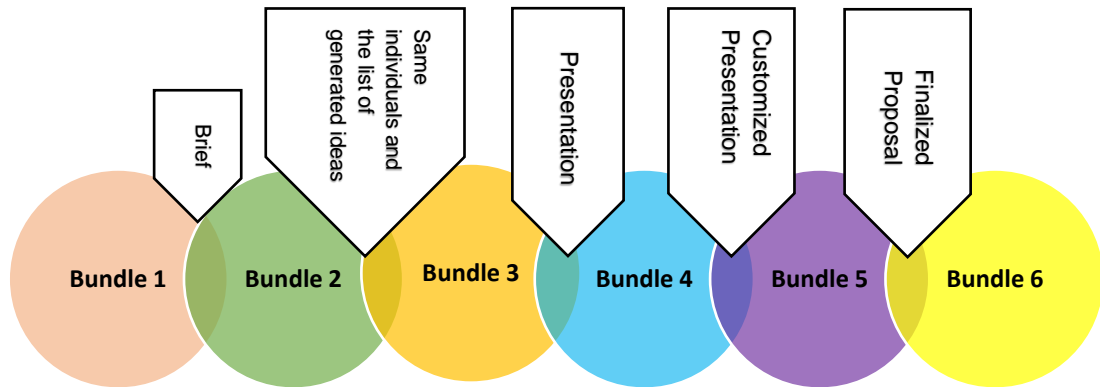 Brief
Same
individuals and
the list of
generated ideas
Presentation
Customized
Presentation
Finalized
Proposal
Bundle 1
Bundle 2
Bundle 3
Bundle 4
Bundle 5
Bundle 6